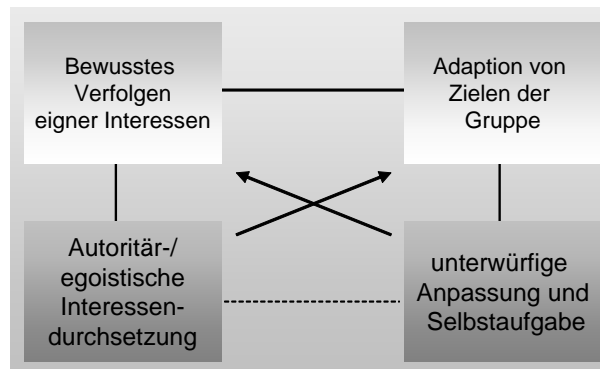 Bewusstes
Verfolgen
eigner Interessen
Adaption von
Zielen der
Gruppe
Autoritär-/
egoistische
Interessen-
durchsetzung
unterwürfige
Anpassung und
Selbstaufgabe